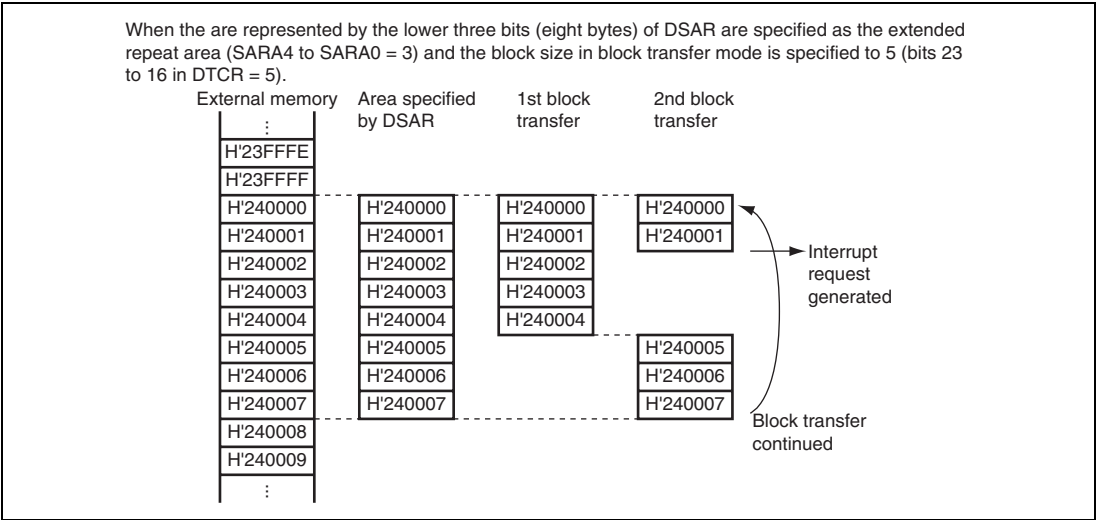 When the are represented by the lower three bits (eight bytes) of DSAR are specified as the extended
repeat area (SARA4 to SARA0 = 3) and the block size in block transfer mode is specified to 5 (bits 23
to 16 in DTCR = 5).
External memory
Area specified
by DSAR
1st block
transfer
2nd block
transfer
⋮
H'23FFFE
H'23FFFF
H'240000 H'240000 H'240000 H'240000
H'240001 H'240001 H'240001 H'240001
H'240002 H'240002 H'240002
H'240003 H'240003 H'240003
H'240004 H'240004 H'240004
H'240005 H'240005 H'240005
H'240006 H'240006 H'240006
H'240007 H'240007 H'240007
H'240008
H'240009
⋮
Interrupt
request
generated
Block transfer
continued